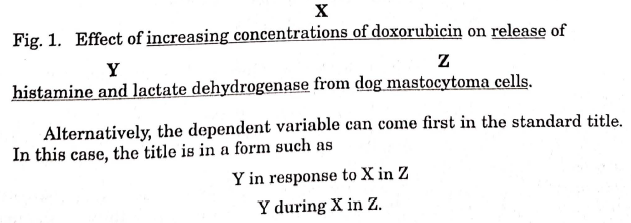 X
Fig. 1. Effect of increasing concentrations of doxorubicin on release of
Y Z
histamine and lactate dehydrogenase from dog mastocytoma cells.
Alternatively, the dependent variable can come first in the standard title.
In this case, the title is in a form such as
Y in response to X in Z
Y during X in Z.